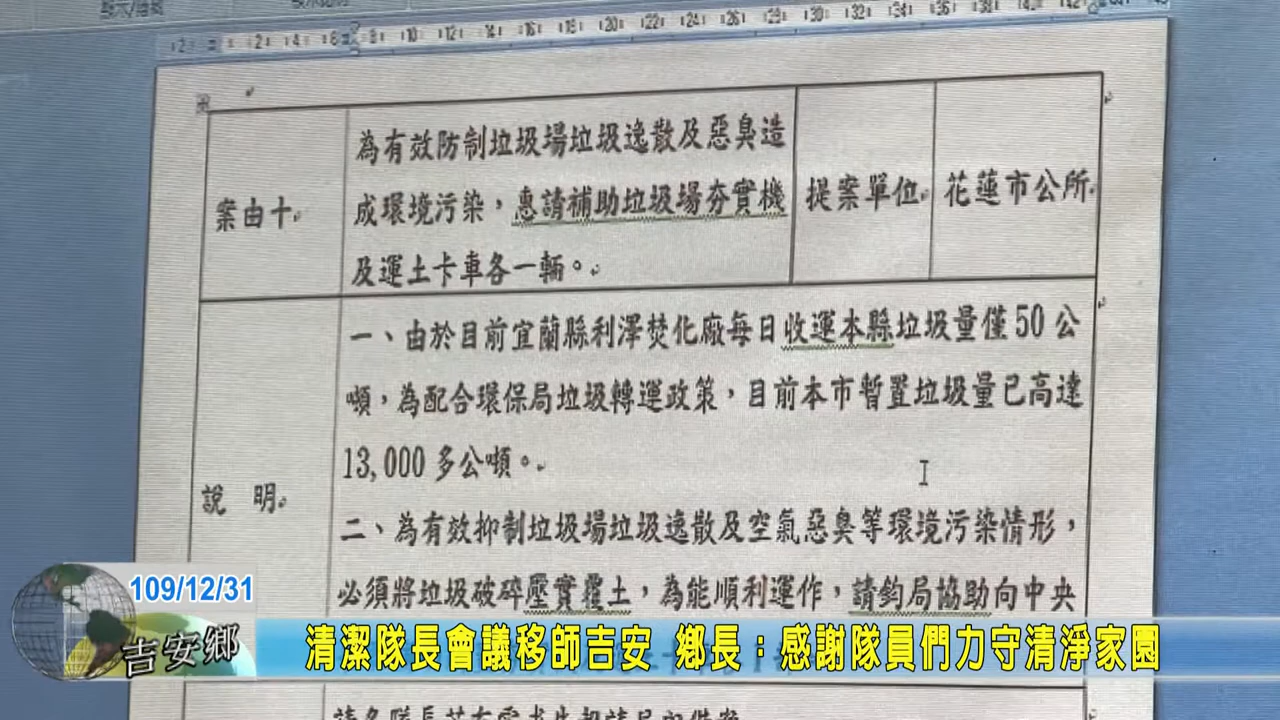 案由十
為有效防制垃圾場垃圾逸散及惡臭造
成環境污染，惠請補助垃圾場夯實機
及運土卡車各一輛。
提案單位
花蓮市公所
說 明
一、由於目前宜蘭縣利澤焚化廠每日收運本縣垃圾量僅50公
噸，為配合環保局垃圾轉運政策，目前本市暫置垃圾量已高達
13,000多公噸。
二、為有效抑制垃圾場垃圾逸散及空氣惡臭等環境污染情形，
必須將垃圾破碎壓實覆土，為能順利運作，請鈞局協助向中央
109/12/31
吉安鄉
清潔隊長會議移師吉安 鄉長：感謝隊員們力守清淨家園